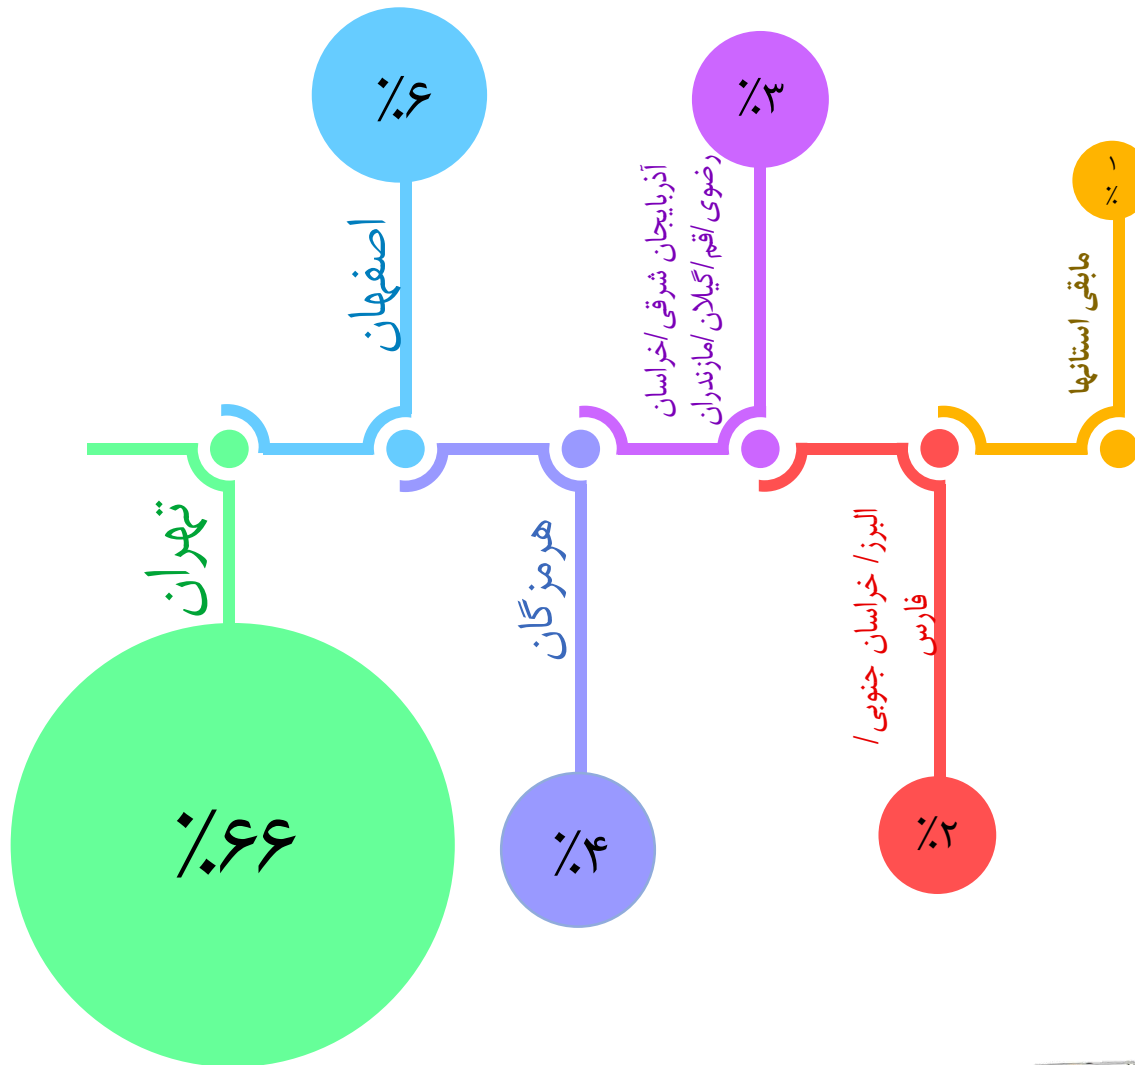 ٪۶۶
تهران
٪۶
اصفهان
٪۴
هرمزگان
٪۳
آذربایجان شرقی/خراسان
رضوی/قم/گیلان/مازندران
٪۲
البرز/ خراسان جنوبی/
فارس
۱
٪
مابقی استانها